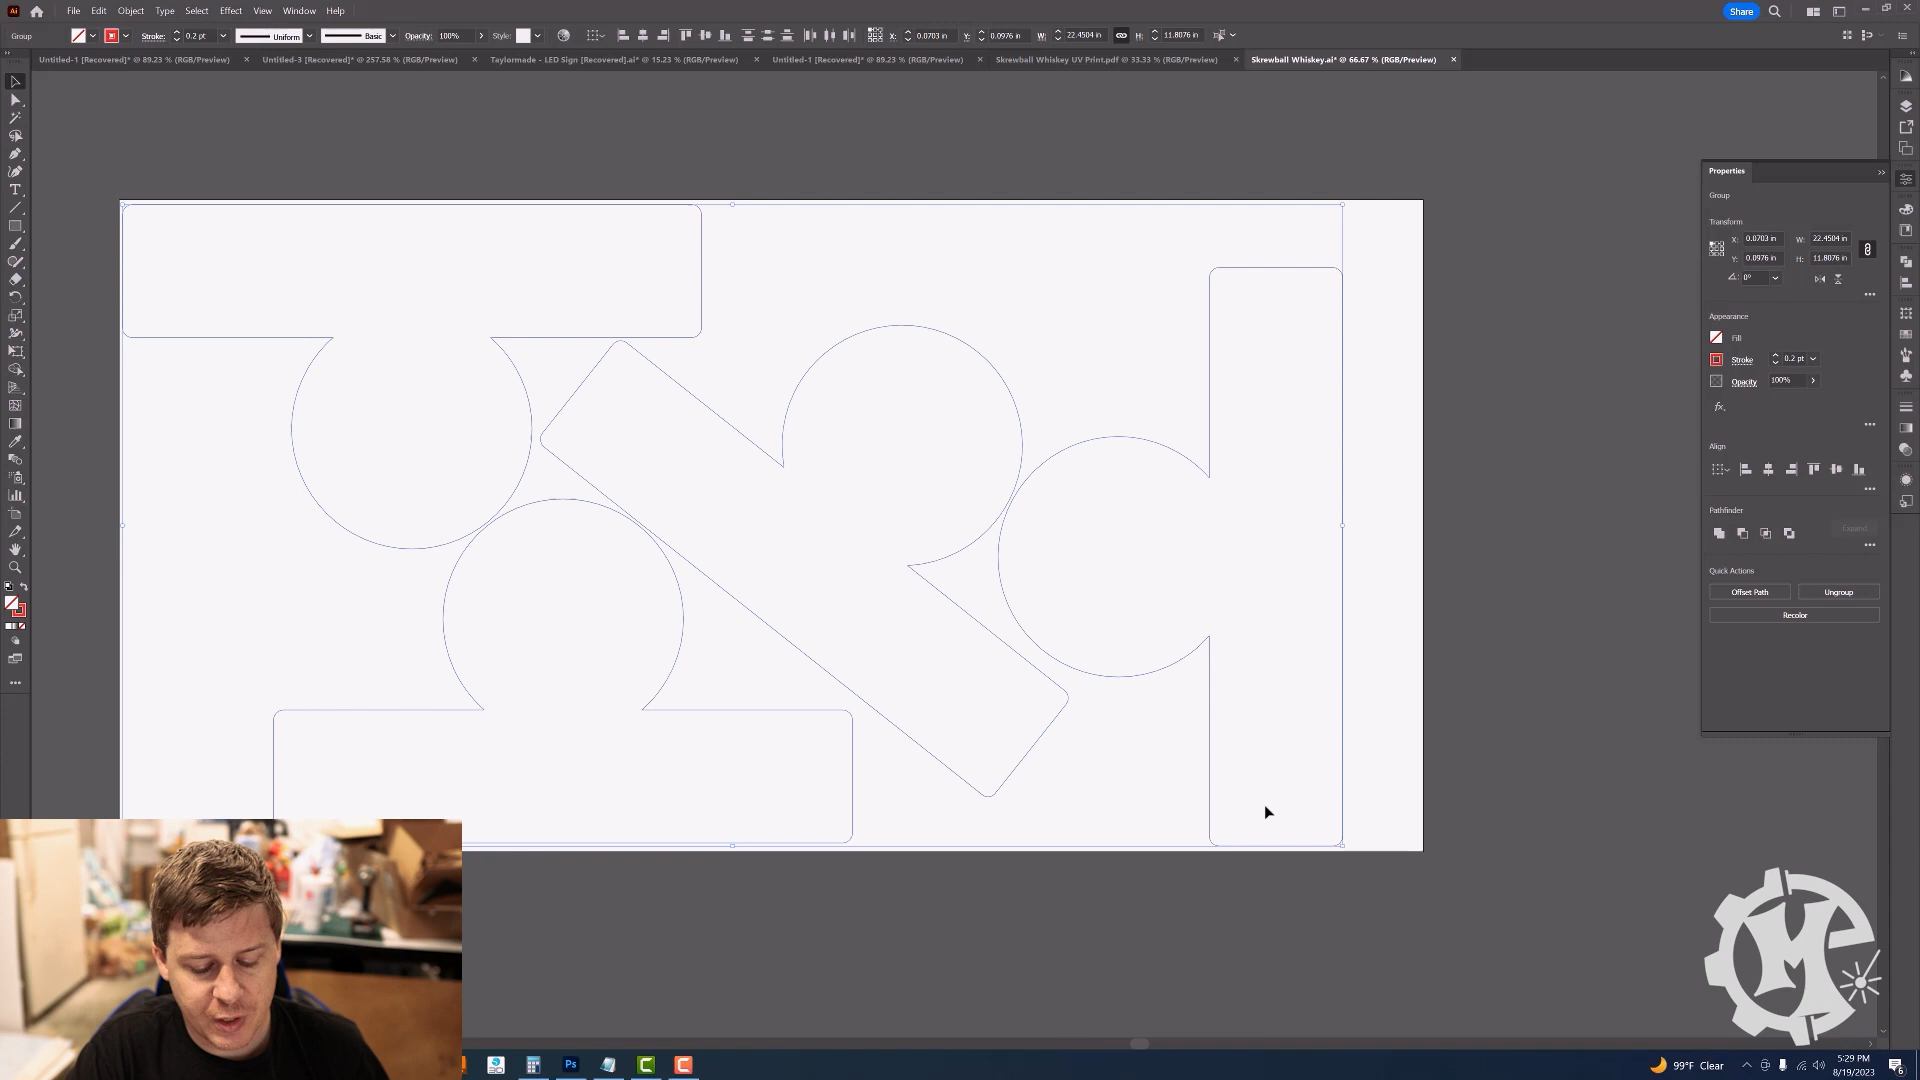 Ai File Edit Object Type Select Effect View Window Help Share
Group Stroke: 0.2 pt Uniform Basic Opacity: 100% Style: X: 0.0703 in Y: 0.0976 in W: 22.4504 in H: 11.8076 in
Untitled-1 [Recovered]* @ 89.23 % (RGB/Preview) Untitled-3 [Recovered]* @ 257.58 % (RGB/Preview) Taylormade - LED Sign [Recovered].ai* @ 15.23 % (RGB/Preview) Untitled-1 [Recovered]* @ 89.23 % (RGB/Preview) Skrewball Whiskey UV Print.pdf @ 33.33 % (RGB/Preview) Skrewball Whiskey.ai* @ 66.67 % (RGB/Preview)
Properties
Group
Transform
X: 0.0703 in W: 22.4504 in
Y: 0.0976 in H: 11.8076 in
0°
Appearance
Fill
Stroke 0.2 pt
Opacity 100%
fx.
Align
Pathfinder
Expand
Quick Actions
Offset Path Ungroup
Recolor
3D Ps 99°F Clear 5:29 PM
8/19/2023 6